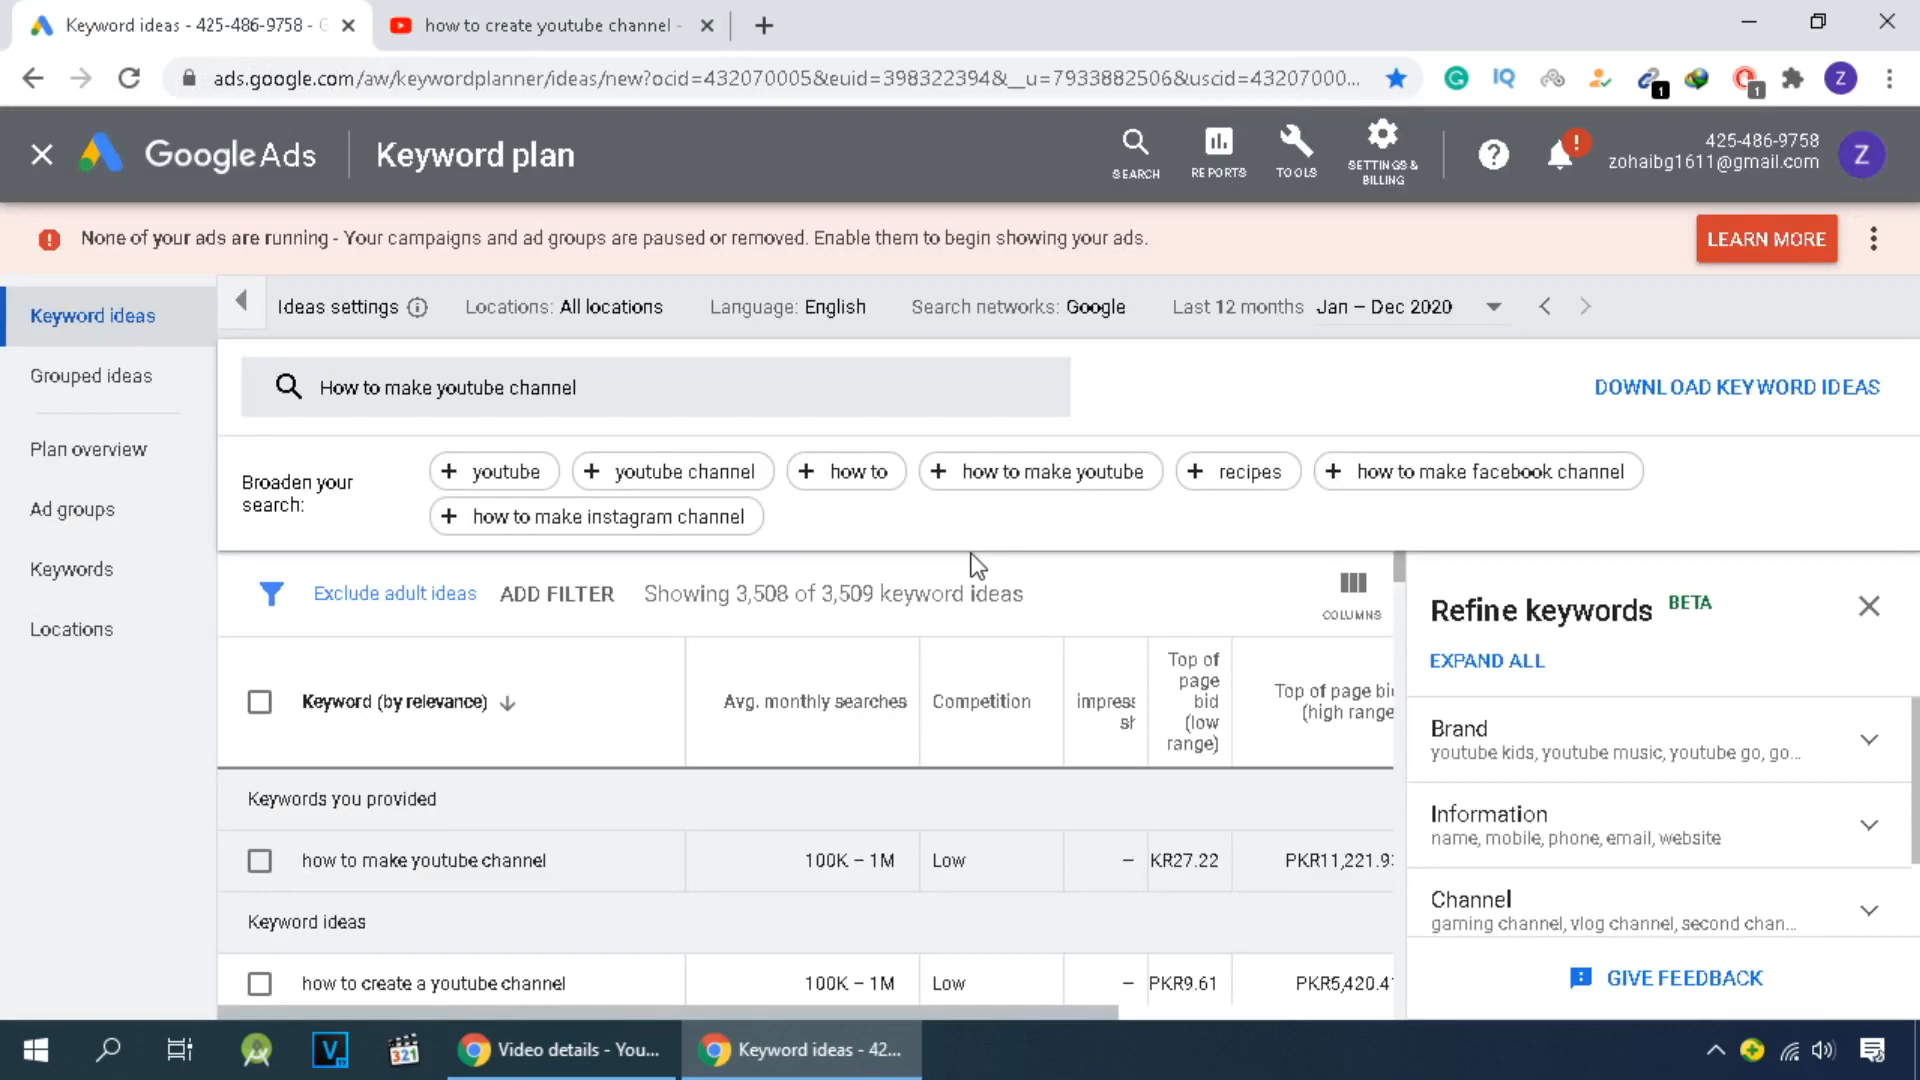 Keyword ideas - 425-486-9758 - G
how to create youtube channel -
ads.google.com/aw/keywordplanner/ideas/new?ocid=432070005&euid=398322394&__u=7933882506&uscid=43207000...
IQ
1
1
Z
Google Ads
Keyword plan
SEARCH
REPORTS
TOOLS
SETTINGS & BILLING
425-486-9758
zohaibg1611@gmail.com
Z
None of your ads are running - Your campaigns and ad groups are paused or removed. Enable them to begin showing your ads.
LEARN MORE
Keyword ideas
Grouped ideas
Plan overview
Ad groups
Keywords
Locations
Ideas settings
Locations: All locations
Language: English
Search networks: Google
Last 12 months Jan – Dec 2020
How to make youtube channel
DOWNLOAD KEYWORD IDEAS
Broaden your
search:
+ youtube
+ youtube channel
+ how to
+ how to make youtube
+ recipes
+ how to make facebook channel
+ how to make instagram channel
Exclude adult ideas
ADD FILTER
Showing 3,508 of 3,509 keyword ideas
COLUMNS
Keyword (by relevance)
Avg. monthly searches
Competition
impress
sh
Top of
page
bid
(low
range)
Top of page bi
(high range
Keywords you provided
how to make youtube channel
100K – 1M
Low
–
KR27.22
PKR11,221.9
Keyword ideas
how to create a youtube channel
100K – 1M
Low
–
PKR9.61
PKR5,420.4
Refine keywords BETA
EXPAND ALL
Brand
youtube kids, youtube music, youtube go, go...
Information
name, mobile, phone, email, website
Channel
gaming channel, vlog channel, second chan...
GIVE FEEDBACK
V
321
Video details - You...
Keyword ideas - 42...